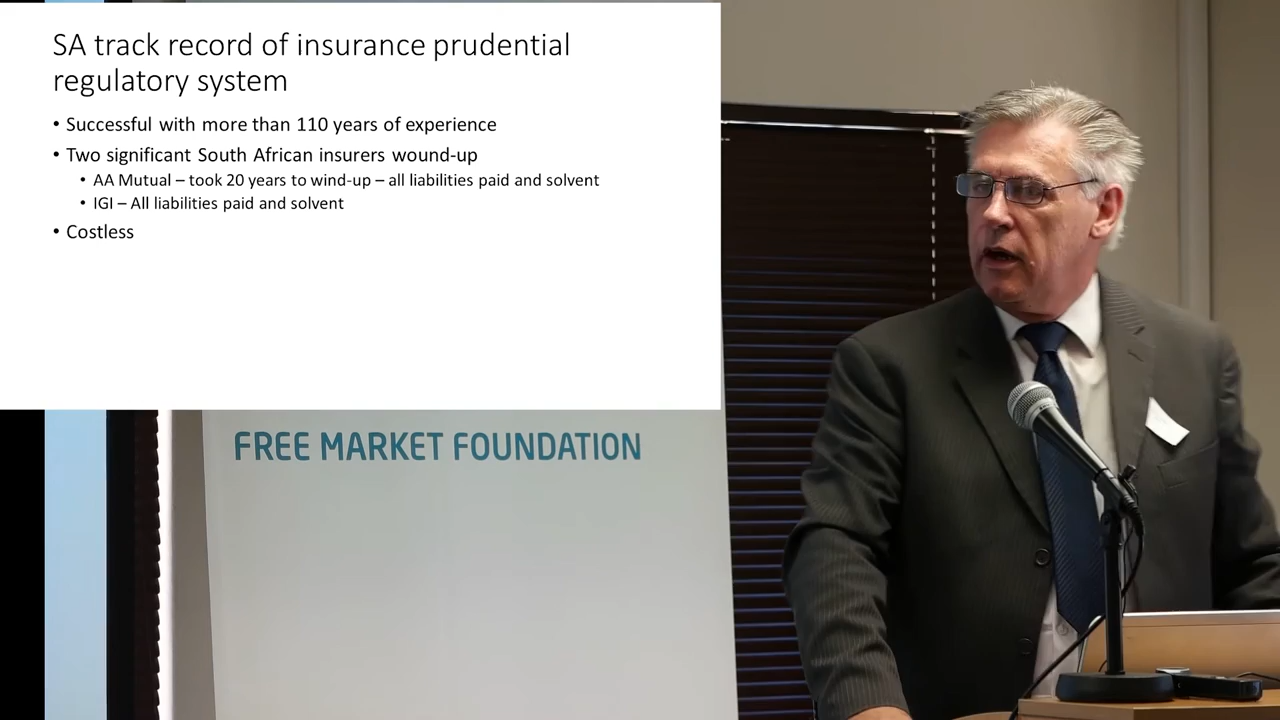 SA track record of insurance prudential
regulatory system
• Successful with more than 110 years of experience
• Two significant South African insurers wound-up
• AA Mutual – took 20 years to wind-up – all liabilities paid and solvent
• IGI – All liabilities paid and solvent
• Costless
FREE MARKET FOUNDATION